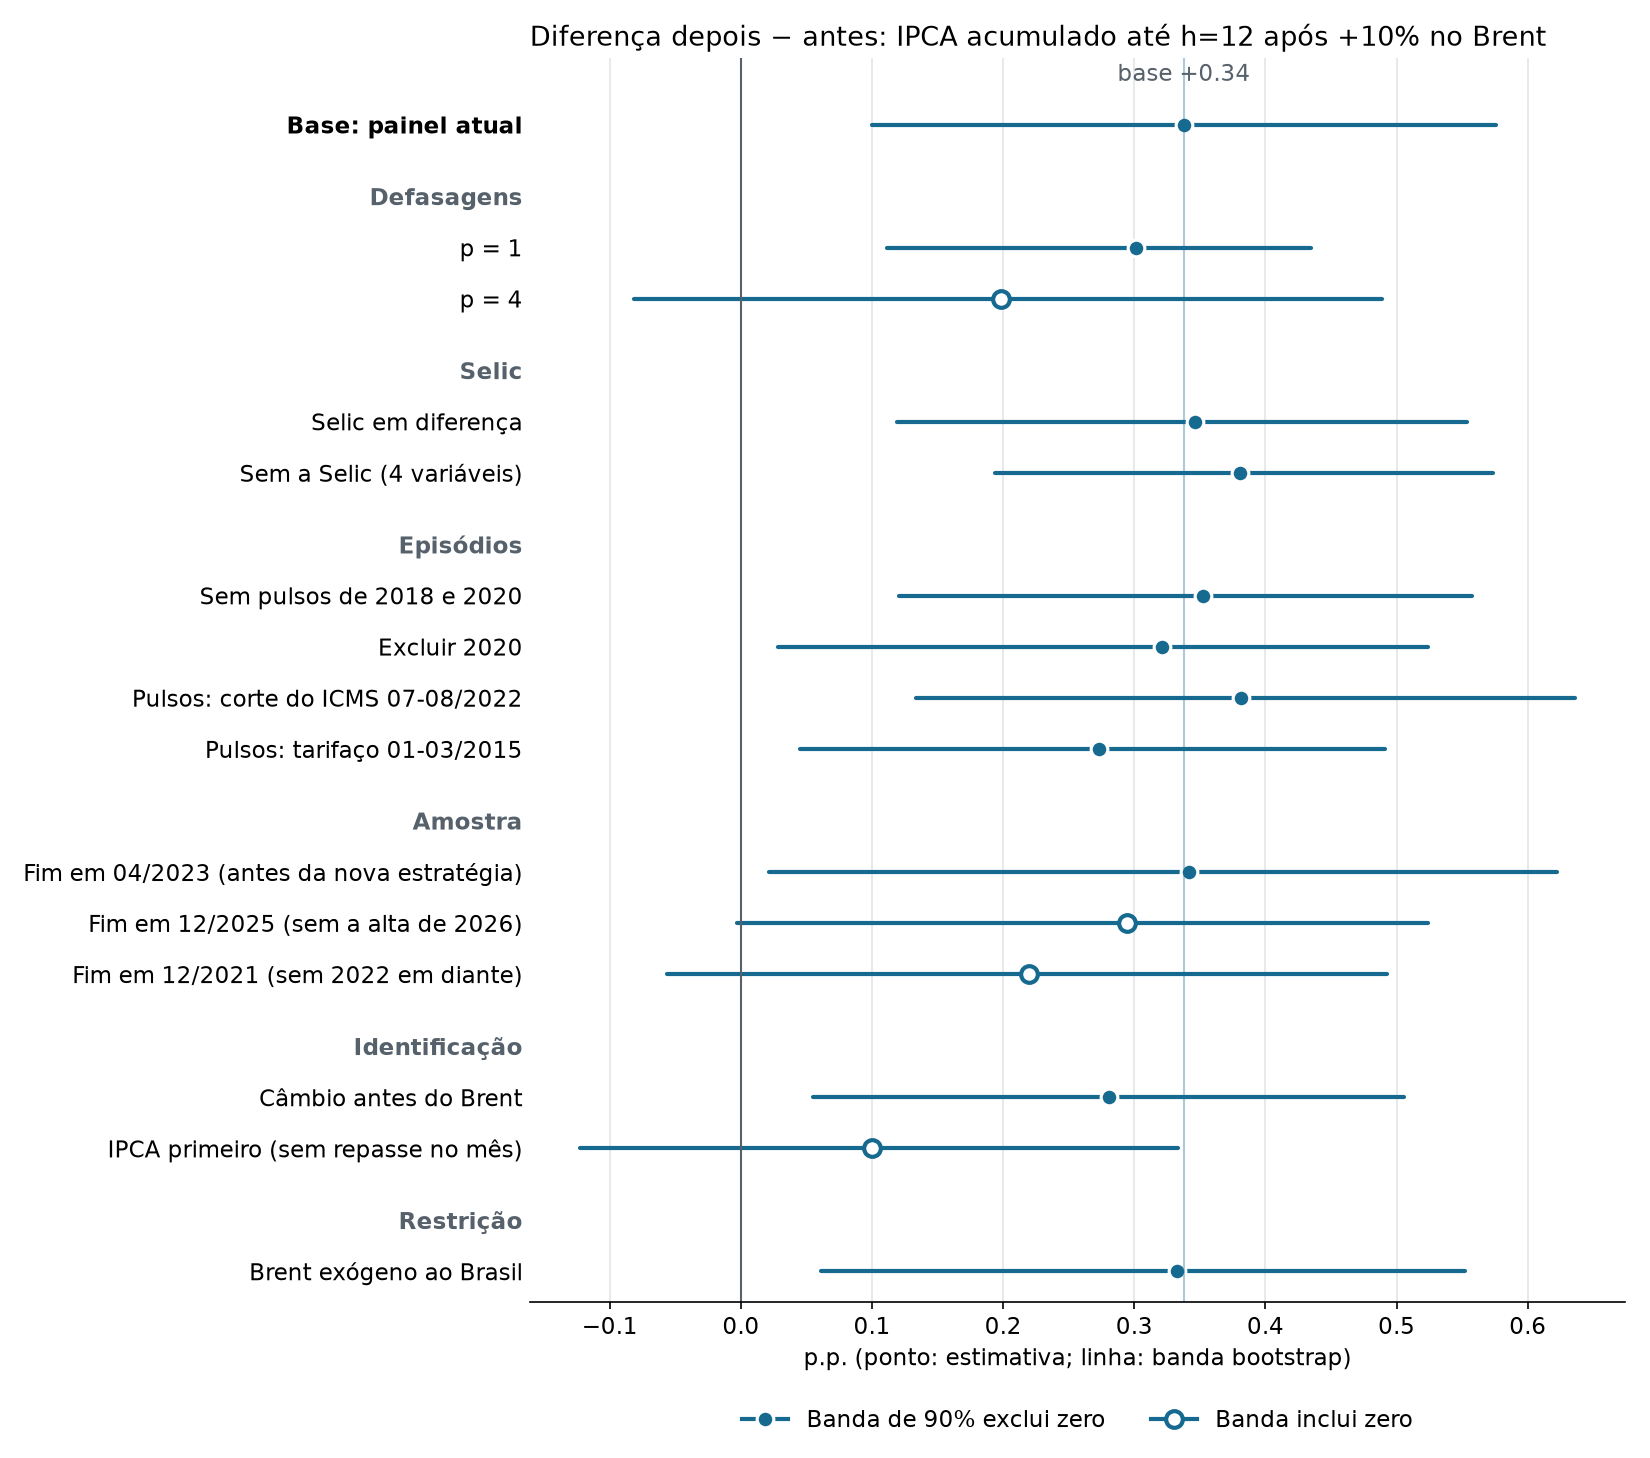 Diferença depois − antes: IPCA acumulado até h=12 após +10% no Brent
base +0.34
Base: painel atual
Defasagens
p = 1
p = 4
Selic
Selic em diferença
Sem a Selic (4 variáveis)
Episódios
Sem pulsos de 2018 e 2020
Excluir 2020
Pulsos: corte do ICMS 07-08/2022
Pulsos: tarifaço 01-03/2015
Amostra
Fim em 04/2023 (antes da nova estratégia)
Fim em 12/2025 (sem a alta de 2026)
Fim em 12/2021 (sem 2022 em diante)
Identificação
Câmbio antes do Brent
IPCA primeiro (sem repasse no mês)
Restrição
Brent exógeno ao Brasil
−0.1 0.0 0.1 0.2 0.3 0.4 0.5 0.6
p.p. (ponto: estimativa; linha: banda bootstrap)
Banda de 90% exclui zero Banda inclui zero